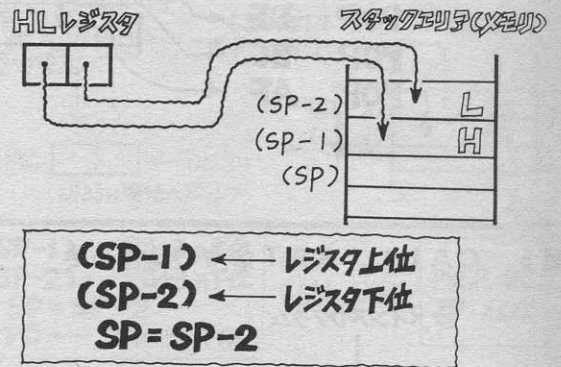 HLレジスタ
スタックエリア(メモリ)
(SP-2) L
(SP-1) H
(SP)
(SP-1) ← レジスタ上位
(SP-2) ← レジスタ下位
SP = SP-2